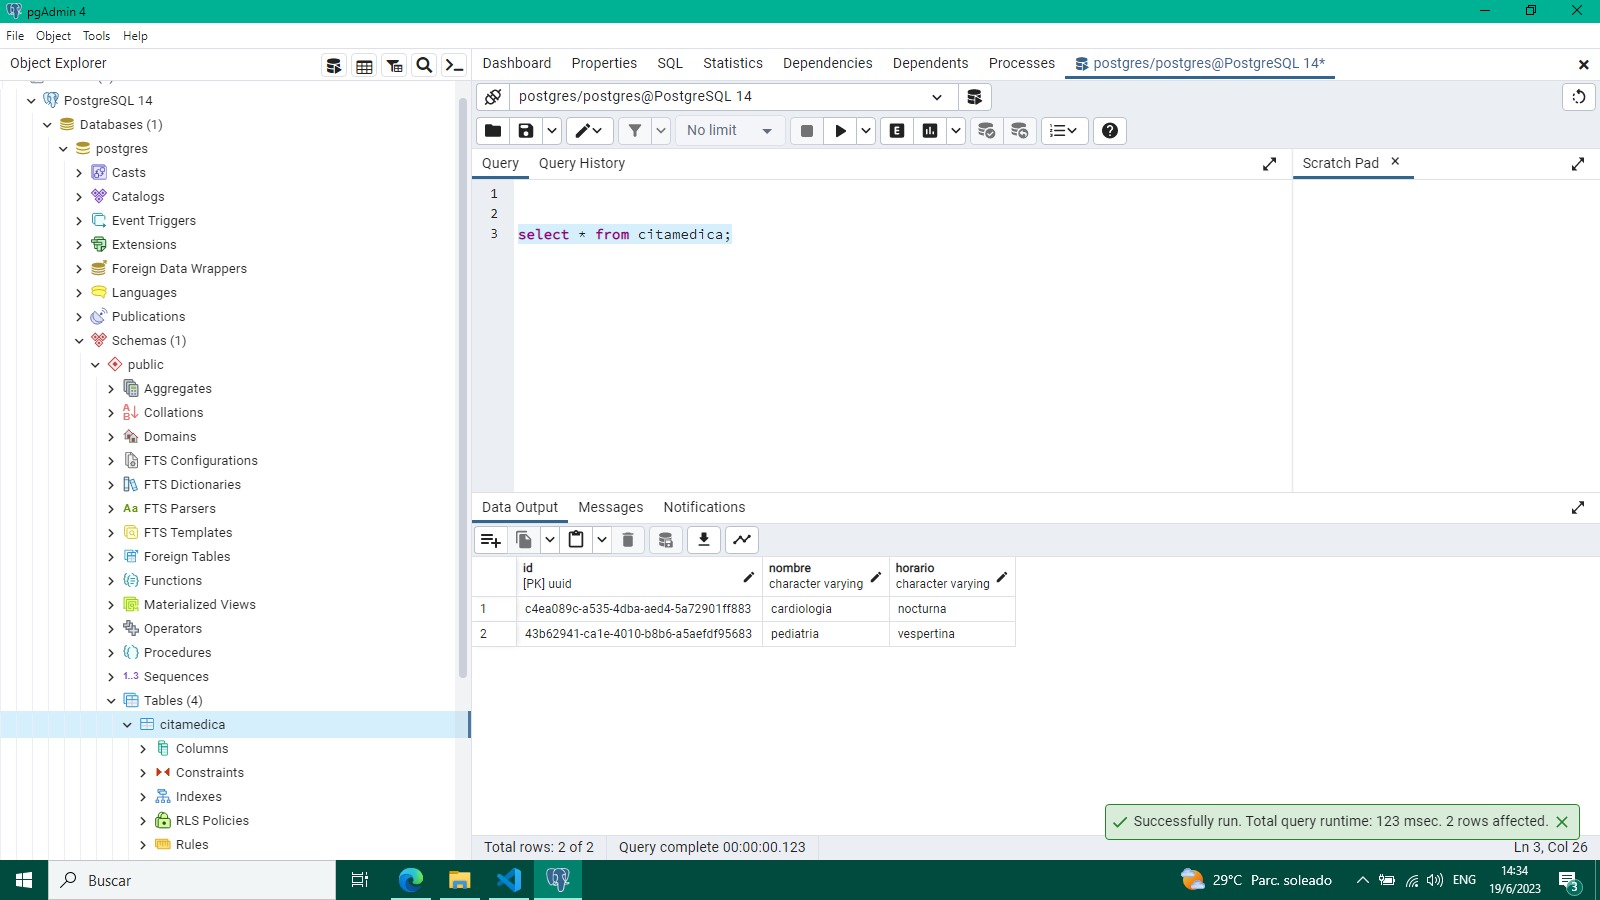 pgAdmin 4
File Object Tools Help
Object Explorer
Dashboard Properties SQL Statistics Dependencies Dependents Processes postgres/postgres@PostgreSQL 14*
PostgreSQL 14
Databases (1)
postgres
Casts
Catalogs
Event Triggers
Extensions
Foreign Data Wrappers
Languages
Publications
Schemas (1)
public
Aggregates
Collations
Domains
FTS Configurations
FTS Dictionaries
Aa FTS Parsers
FTS Templates
Foreign Tables
Functions
Materialized Views
Operators
Procedures
1..3 Sequences
Tables (4)
citamedica
Columns
Constraints
Indexes
RLS Policies
Rules
postgres/postgres@PostgreSQL 14
No limit
E
Query Query History
Scratch Pad
1
2
3 select * from citamedica;
Data Output Messages Notifications
id nombre horario
[PK] uuid character varying character varying
1 c4ea089c-a535-4dba-aed4-5a72901ff883 cardiologia nocturna
2 43b62941-ca1e-4010-b8b6-a5aefdf95683 pediatria vespertina
Successfully run. Total query runtime: 123 msec. 2 rows affected.
Total rows: 2 of 2 Query complete 00:00:00.123 Ln 3, Col 26
Buscar
29°C Parc. soleado
ENG
14:34
19/6/2023
3